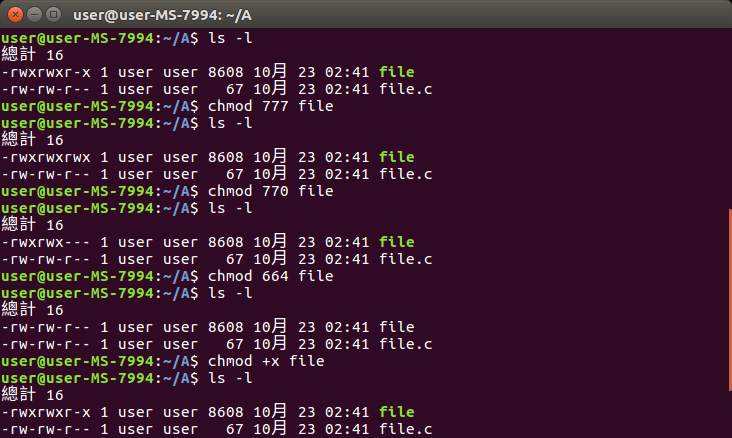 user@user-MS-7994: ~/A
user@user-MS-7994:~/A$ ls -l
總計 16
-rwxrwxr-x 1 user user 8608 10月 23 02:41 file
-rw-rw-r-- 1 user user   67 10月 23 02:41 file.c
user@user-MS-7994:~/A$ chmod 777 file
user@user-MS-7994:~/A$ ls -l
總計 16
-rwxrwxrwx 1 user user 8608 10月 23 02:41 file
-rw-rw-r-- 1 user user   67 10月 23 02:41 file.c
user@user-MS-7994:~/A$ chmod 770 file
user@user-MS-7994:~/A$ ls -l
總計 16
-rwxrwx--- 1 user user 8608 10月 23 02:41 file
-rw-rw-r-- 1 user user   67 10月 23 02:41 file.c
user@user-MS-7994:~/A$ chmod 664 file
user@user-MS-7994:~/A$ ls -l
總計 16
-rw-rw-r-- 1 user user 8608 10月 23 02:41 file
-rw-rw-r-- 1 user user   67 10月 23 02:41 file.c
user@user-MS-7994:~/A$ chmod +x file
user@user-MS-7994:~/A$ ls -l
總計 16
-rwxrwxr-x 1 user user 8608 10月 23 02:41 file
-rw-rw-r-- 1 user user   67 10月 23 02:41 file.c